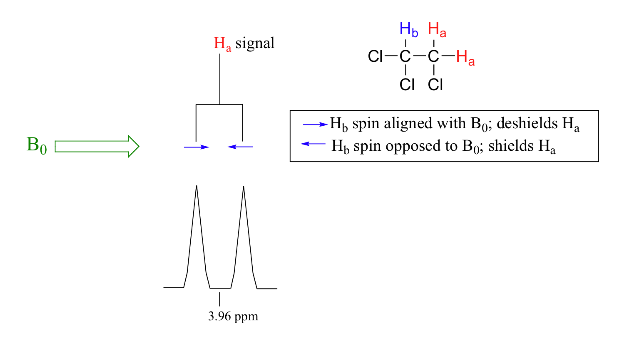 Hb Ha
Ha signal
Cl C C Ha
Cl Cl
Hb spin aligned with B0; deshields Ha
B0
Hb spin opposed to B0; shields Ha
3.96 ppm